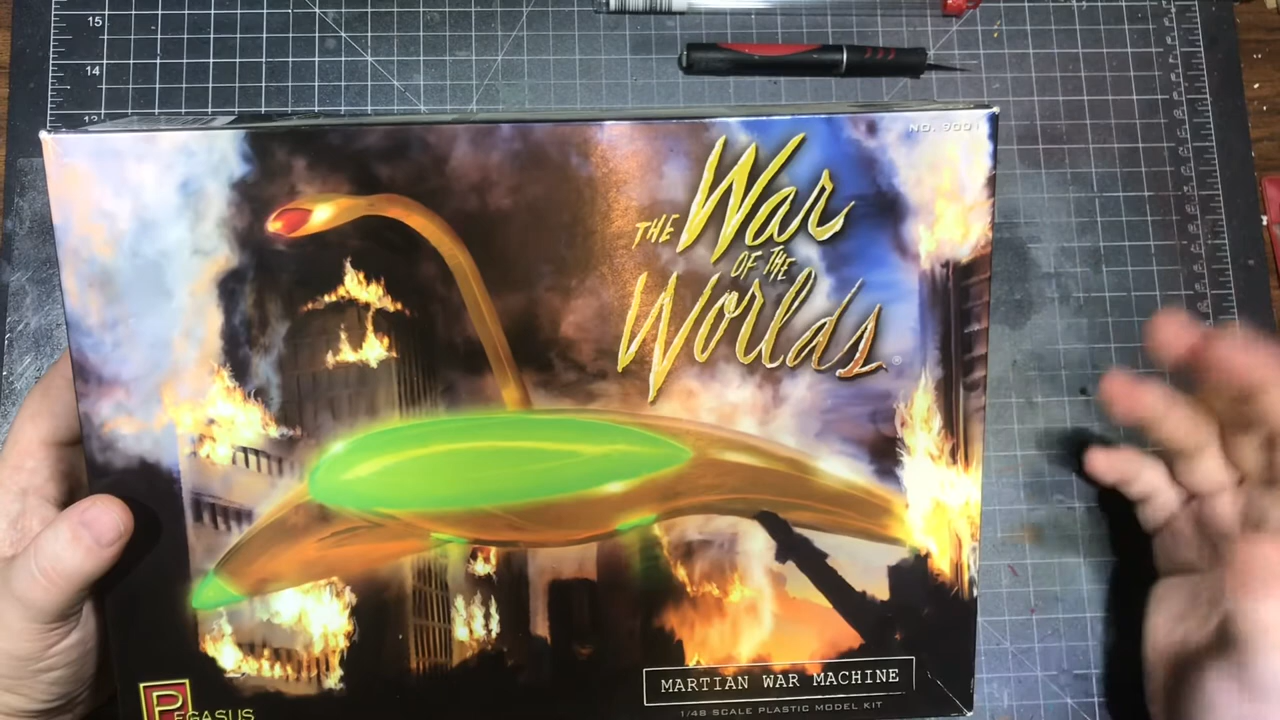 15
14
13
NO. 9001
THE War
OF THE
Worlds
®
MARTIAN WAR MACHINE
1/48 SCALE PLASTIC MODEL KIT
PEGASUS